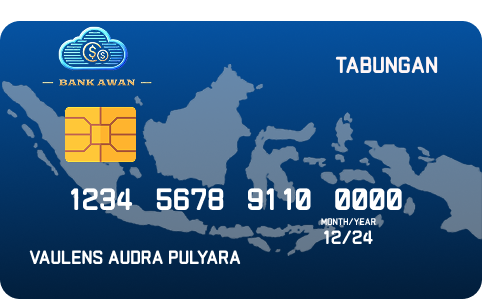 BANK AWAN
TABUNGAN
1234 5678 9110 0000
MONTH/YEAR
12/24
VAULENS AUDRA PULYARA